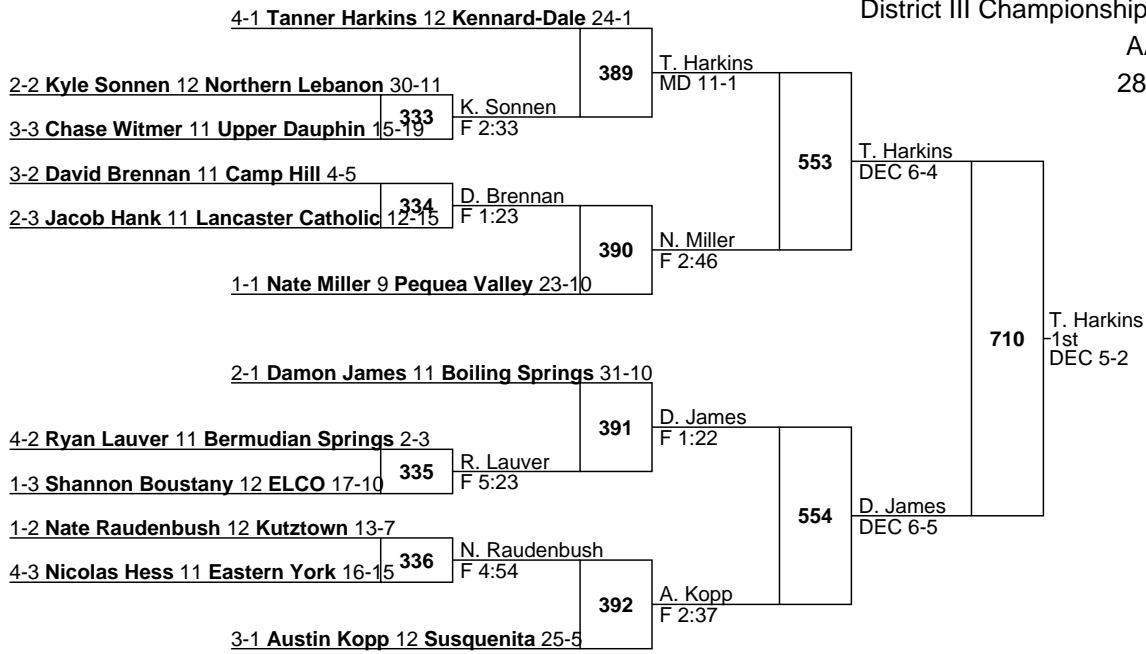 District III Championship
4-1 Tanner Harkins 12 Kennard-Dale 24-1
389
T. Harkins
MD 11-1
2-2 Kyle Sonnen 12 Northern Lebanon 30-11
333
K. Sonnen
F 2:33
3-3 Chase Witmer 11 Upper Dauphin 15-19
553
T. Harkins
DEC 6-4
3-2 David Brennan 11 Camp Hill 4-5
334
D. Brennan
F 1:23
2-3 Jacob Hank 11 Lancaster Catholic 12-15
390
N. Miller
F 2:46
1-1 Nate Miller 9 Pequea Valley 23-10
710
T. Harkins
1st
DEC 5-2
2-1 Damon James 11 Boiling Springs 31-10
391
D. James
F 1:22
4-2 Ryan Lauver 11 Bermudian Springs 2-3
335
R. Lauver
F 5:23
1-3 Shannon Boustany 12 ELCO 17-10
554
D. James
DEC 6-5
1-2 Nate Raudenbush 12 Kutztown 13-7
336
N. Raudenbush
F 4:54
4-3 Nicolas Hess 11 Eastern York 16-15
392
A. Kopp
F 2:37
3-1 Austin Kopp 12 Susquenita 25-5